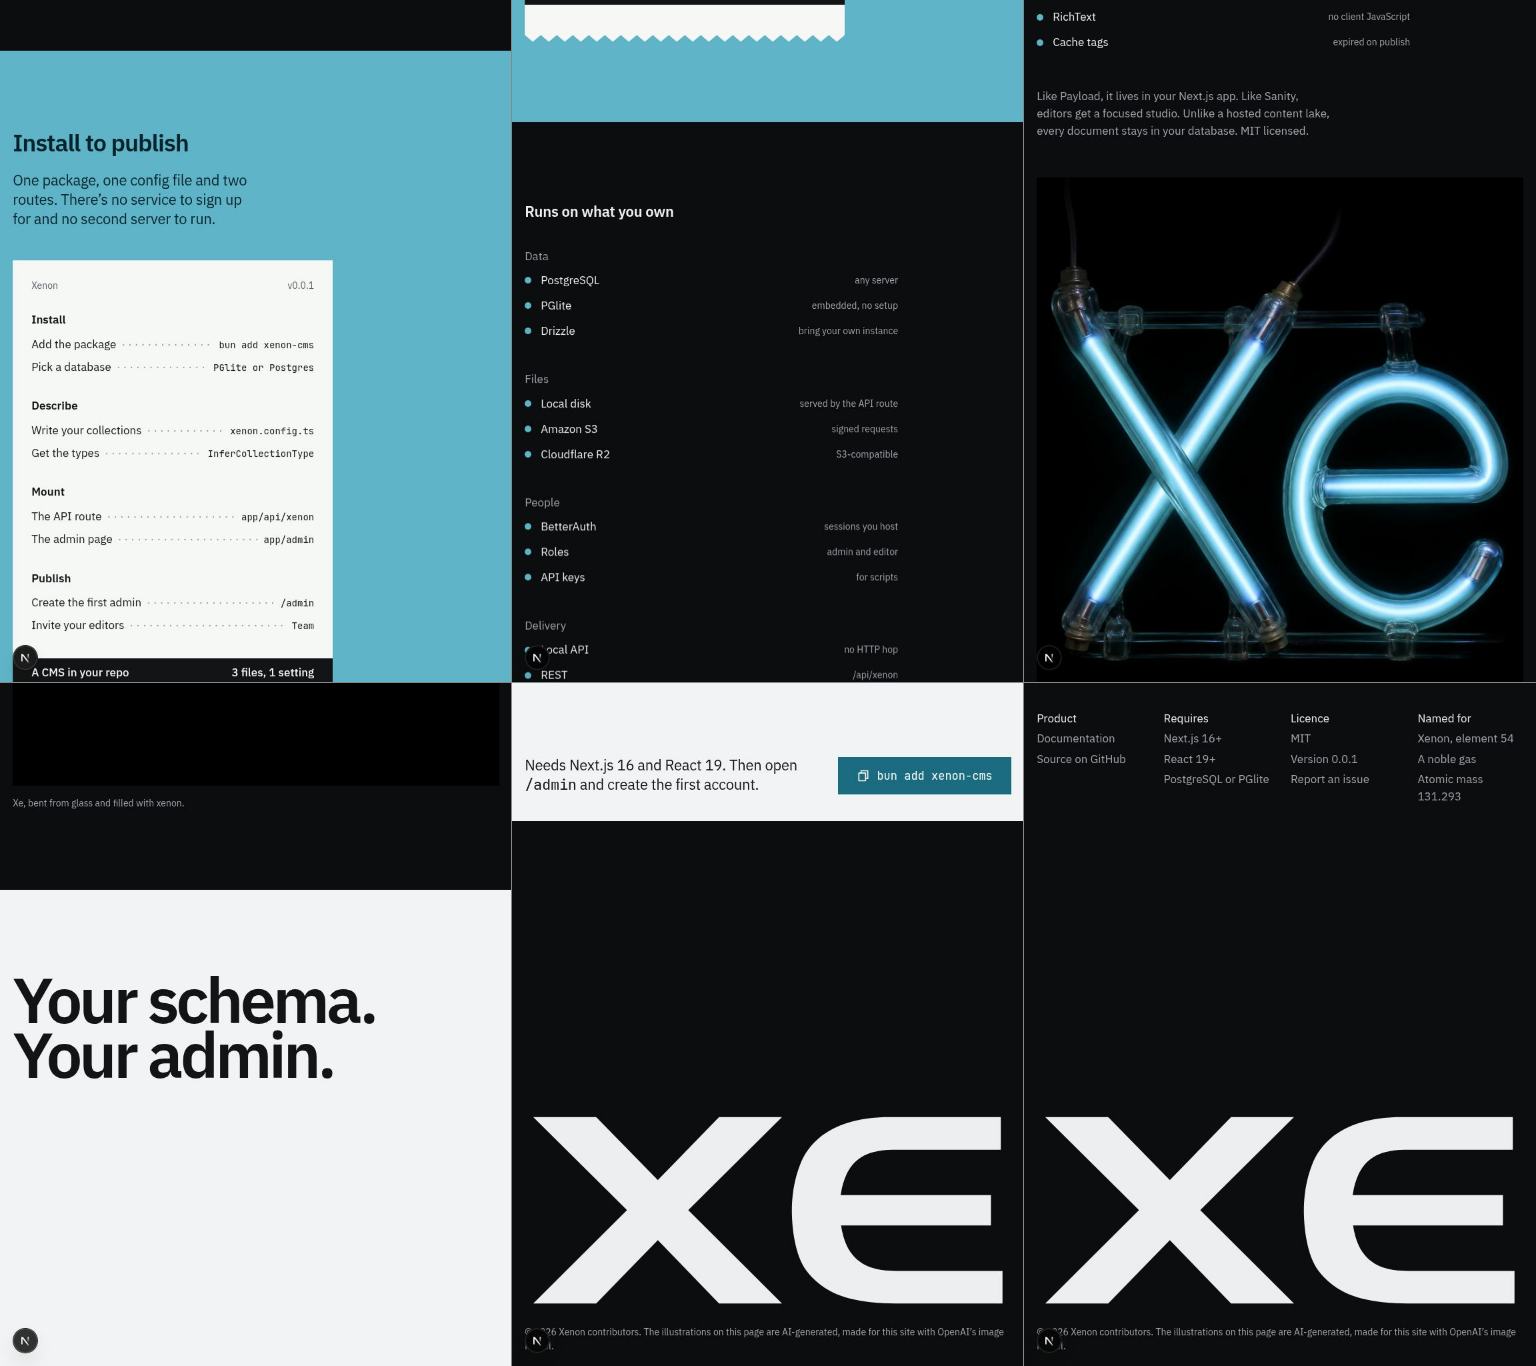 Install to publish
One package, one config file and two
routes. There’s no service to sign up
for and no second server to run.
Xenon v0.0.1
Install
Add the package bun add xenon-cms
Pick a database PGlite or Postgres
Describe
Write your collections xenon.config.ts
Get the types InferCollectionType
Mount
The API route app/api/xenon
The admin page app/admin
Publish
Create the first admin /admin
Invite your editors Team
A CMS in your repo 3 files, 1 setting
N
Runs on what you own
Data
PostgreSQL any server
PGlite embedded, no setup
Drizzle bring your own instance
Files
Local disk served by the API route
Amazon S3 signed requests
Cloudflare R2 S3-compatible
People
BetterAuth sessions you host
Roles admin and editor
API keys for scripts
Delivery
Local API no HTTP hop
N
REST /api/xenon
RichText no client JavaScript
Cache tags expired on publish
Like Payload, it lives in your Next.js app. Like Sanity,
editors get a focused studio. Unlike a hosted content lake,
every document stays in your database. MIT licensed.
Xe
N
Xe, bent from glass and filled with xenon.
Your schema.
Your admin.
N
Needs Next.js 16 and React 19. Then open
/admin and create the first account.
bun add xenon-cms
XE
Xenon contributors. The illustrations on this page are AI-generated, made for this site with OpenAI’s image
N
Product
Documentation
Source on GitHub
Requires
Next.js 16+
React 19+
PostgreSQL or PGlite
Licence
MIT
Version 0.0.1
Report an issue
Named for
Xenon, element 54
A noble gas
Atomic mass
131.293
XE
Xenon contributors. The illustrations on this page are AI-generated, made for this site with OpenAI’s image
N